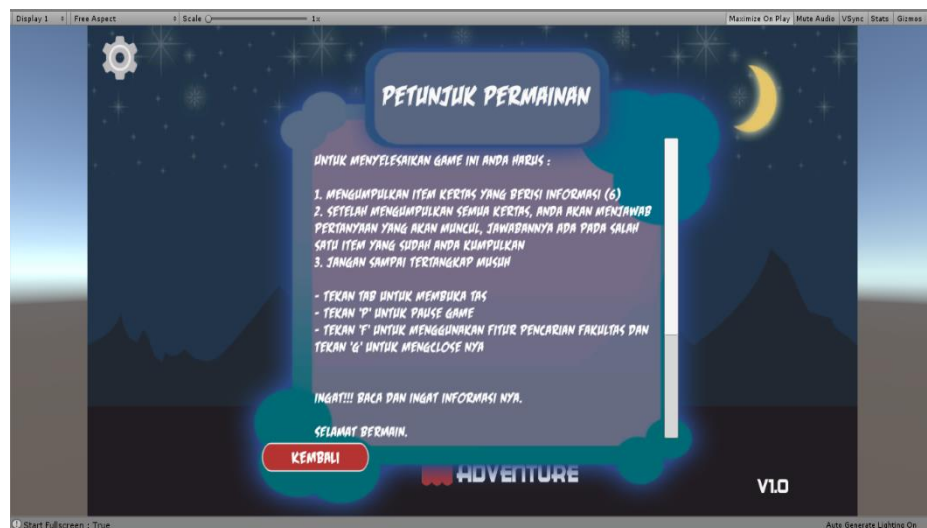 Display 1 Free Aspect Scale 1x Maximize On Play Mute Audio VSync Stats Gizmos
PETUNJUK PERMAINAN
UNTUK MENYELESAIKAN GAME INI ANDA HARUS :
1. MENGUMPULKAN ITEM KERTAS YANG BERISI INFORMASI (6)
2. SETELAH MENGUMPULKAN SEMUA KERTAS, ANDA AKAN MENJAWAB
PERTANYAAN YANG AKAN MUNCUL, JAWABANNYA ADA PADA SALAH
SATU ITEM YANG SUDAH ANDA KUMPULKAN
3. JANGAN SAMPAI TERTANGKAP MUSUH
- TEKAN TAB UNTUK MEMBUKA TAS
- TEKAN 'P' UNTUK PAUSE GAME
- TEKAN 'F' UNTUK MENGGUNAKAN FITUR PENCARIAN FAKULTAS DAN
TEKAN 'G' UNTUK MENGCLOSE NYA
INGAT!!! BACA DAN INGAT INFORMASI NYA.
SELAMAT BERMAIN.
KEMBALI
ADVENTURE
V1.0
Start Fullscreen : True Auto Generate Lighting On